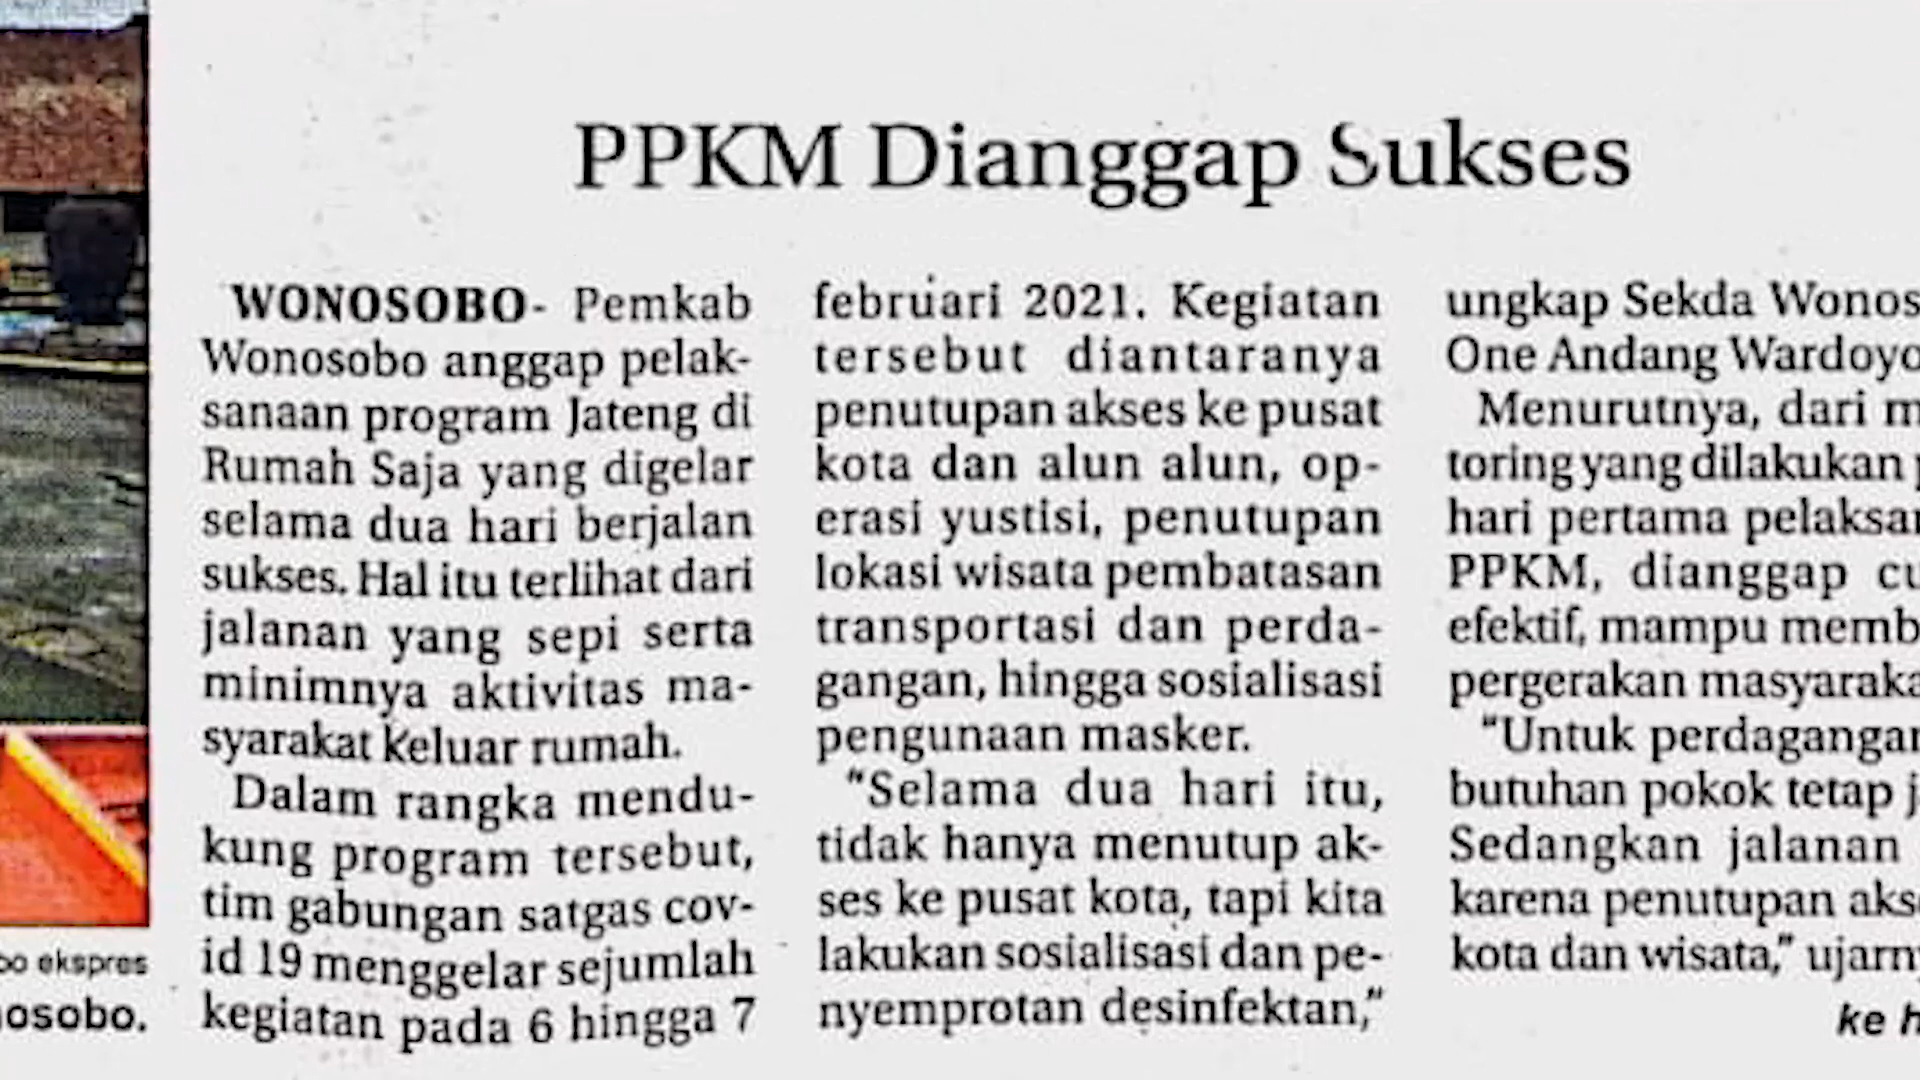 PPKM Dianggap Sukses
WONOSOBO- Pemkab
Wonosobo anggap pelak-
sanaan program Jateng di
Rumah Saja yang digelar
selama dua hari berjalan
sukses. Hal itu terlihat dari
jalanan yang sepi serta
minimnya aktivitas ma-
syarakat keluar rumah.
Dalam rangka mendu-
kung program tersebut,
tim gabungan satgas cov-
id 19 menggelar sejumlah
kegiatan pada 6 hingga 7
februari 2021. Kegiatan
tersebut diantaranya
penutupan akses ke pusat
kota dan alun alun, op-
erasi yustisi, penutupan
lokasi wisata pembatasan
transportasi dan perda-
gangan, hingga sosialisasi
pengunaan masker.
“Selama dua hari itu,
tidak hanya menutup ak-
ses ke pusat kota, tapi kita
lakukan sosialisasi dan pe-
nyemprotan desinfektan,”
ungkap Sekda Wonos
One Andang Wardoyo
Menurutnya, dari m
toring yang dilakukan
hari pertama pelaksa
PPKM, dianggap cu
efektif, mampu memb
pergerakan masyaraka
“Untuk perdagangan
butuhan pokok tetap j
Sedangkan jalanan
karena penutupan aks
kota dan wisata,” ujarny
ke h
ekspres
osobo.